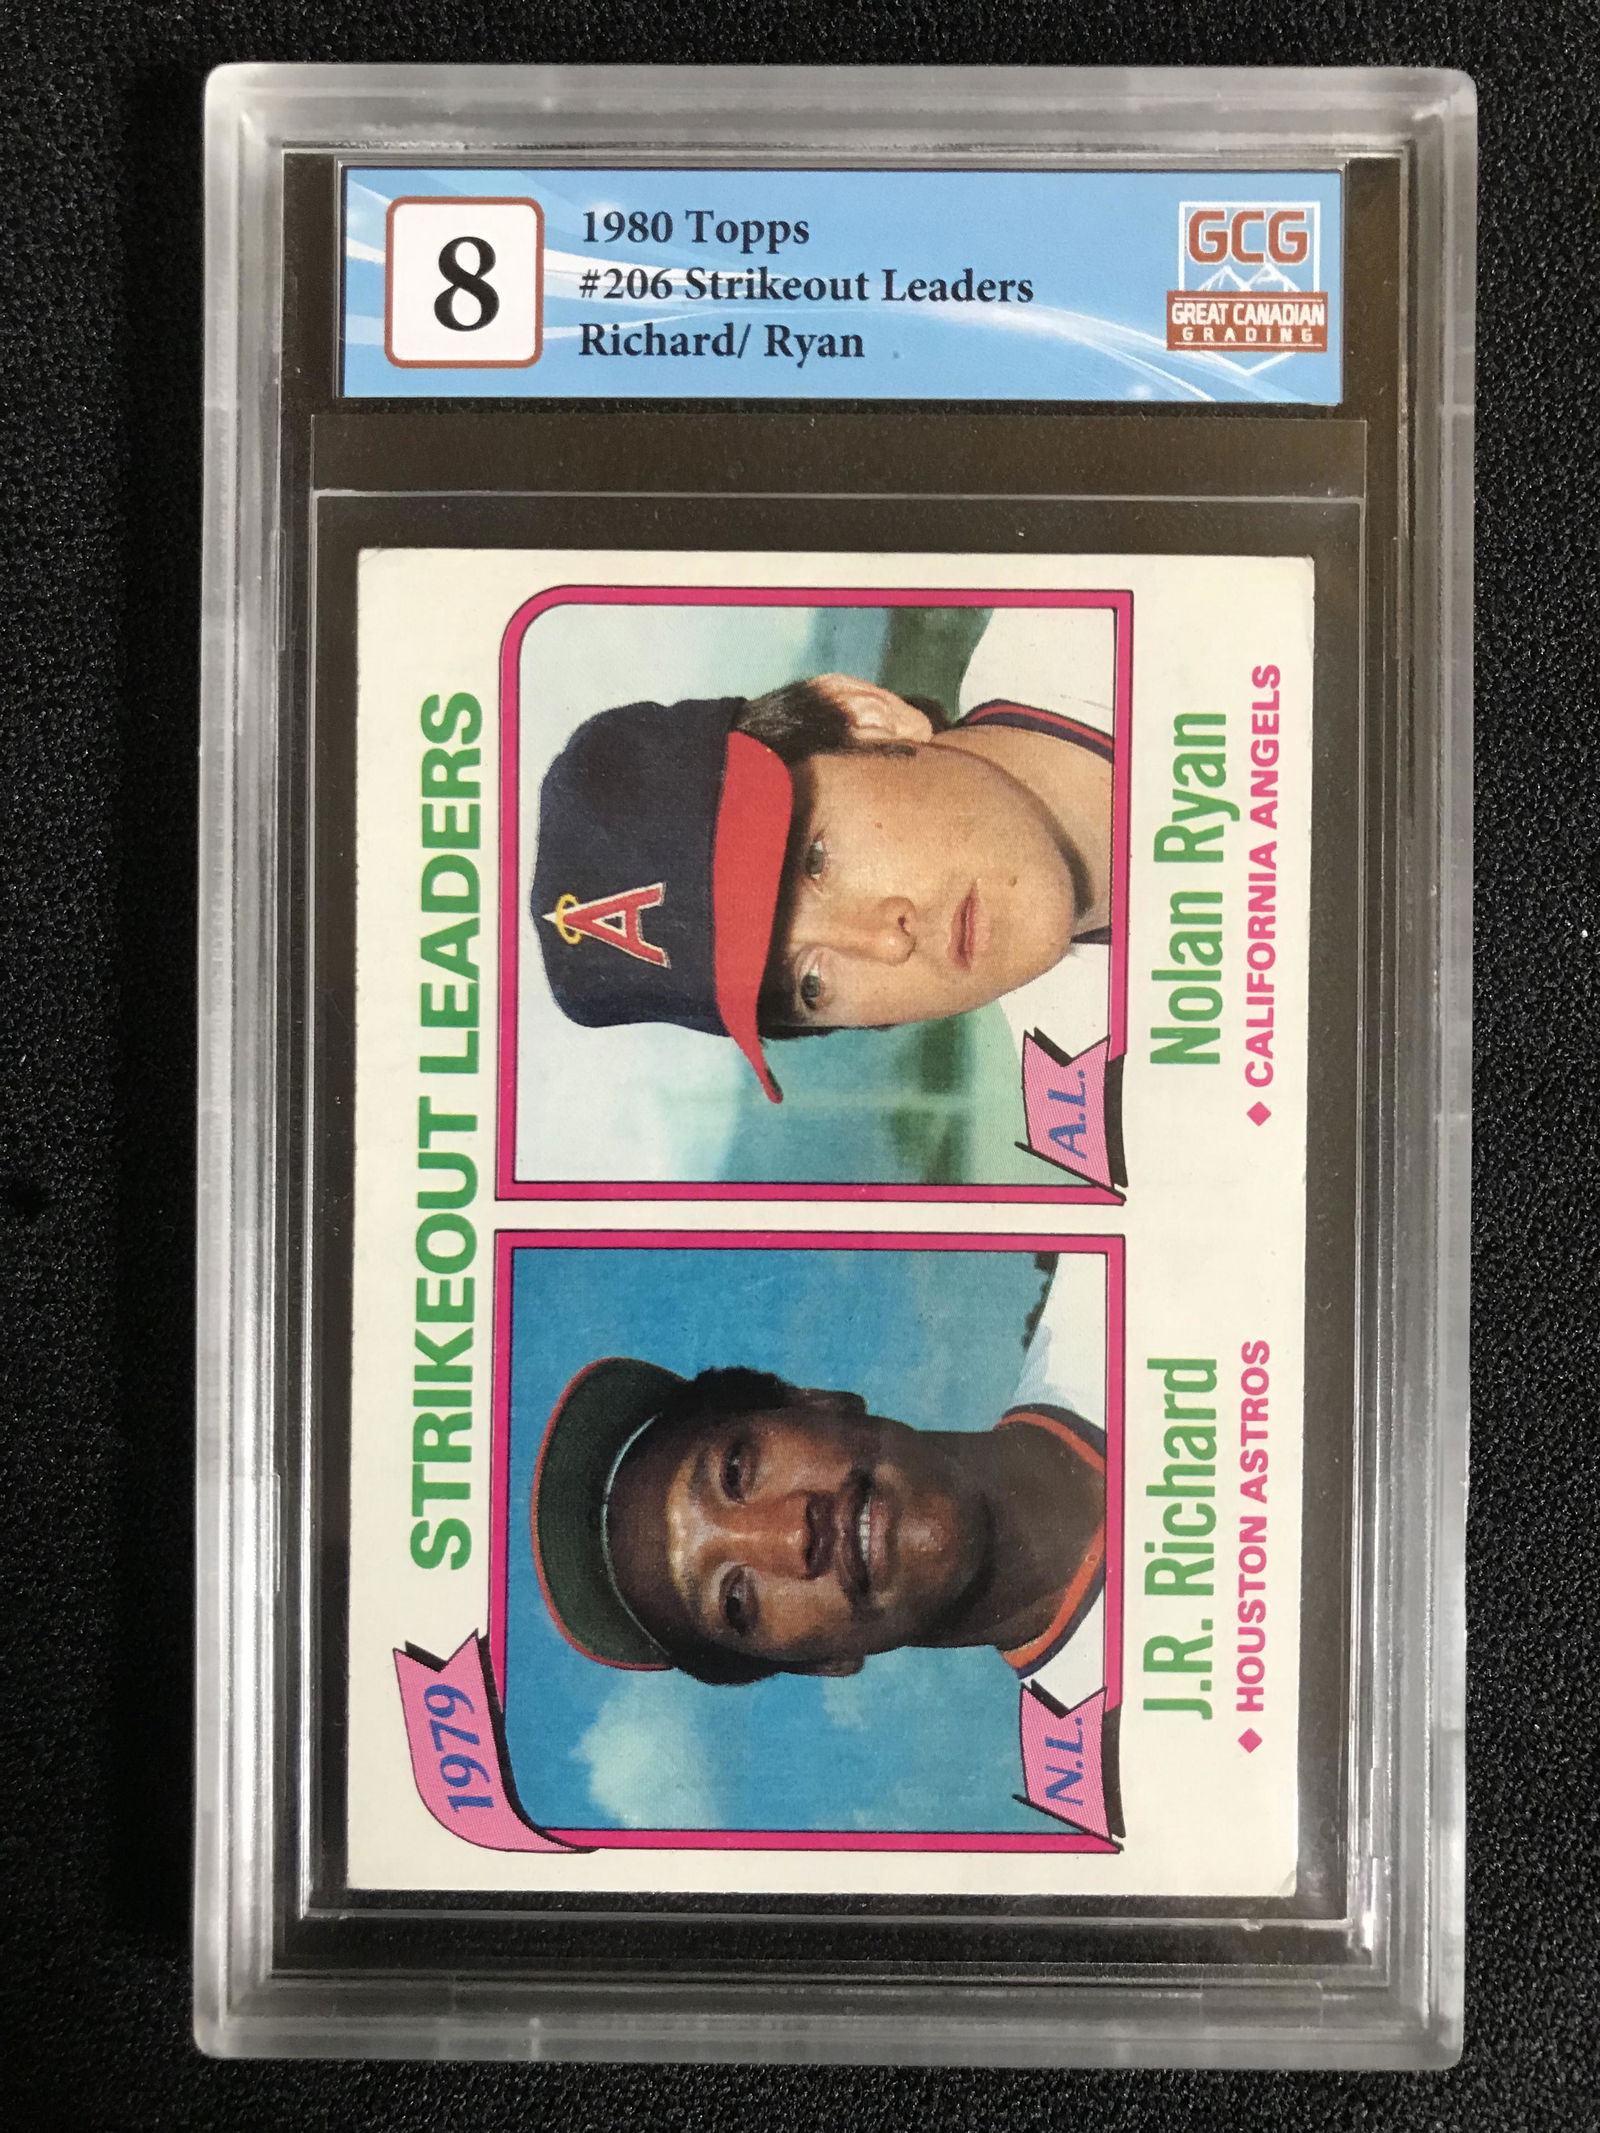 8
1980 Topps
#206 Strikeout Leaders
Richard/ Ryan
GCG
GREAT CANADIAN
GRADING
1979
STRIKEOUT LEADERS
A
N.L.
A.L.
J.R. Richard
◆ HOUSTON ASTROS
Nolan Ryan
◆ CALIFORNIA ANGELS